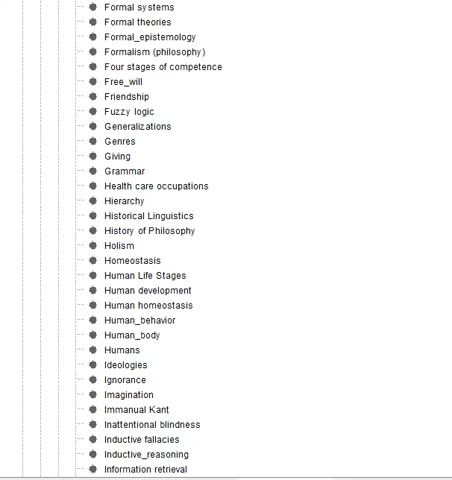 Formal systems
Formal theories
Formal_epistemology
Formalism (philosophy)
Four stages of competence
Free_will
Friendship
Fuzzy logic
Generalizations
Genres
Giving
Grammar
Health care occupations
Hierarchy
Historical Linguistics
History of Philosophy
Holism
Homeostasis
Human Life Stages
Human development
Human homeostasis
Human_behavior
Human_body
Humans
Ideologies
Ignorance
Imagination
Immanual Kant
Inattentional blindness
Inductive fallacies
Inductive_reasoning
Information retrieval